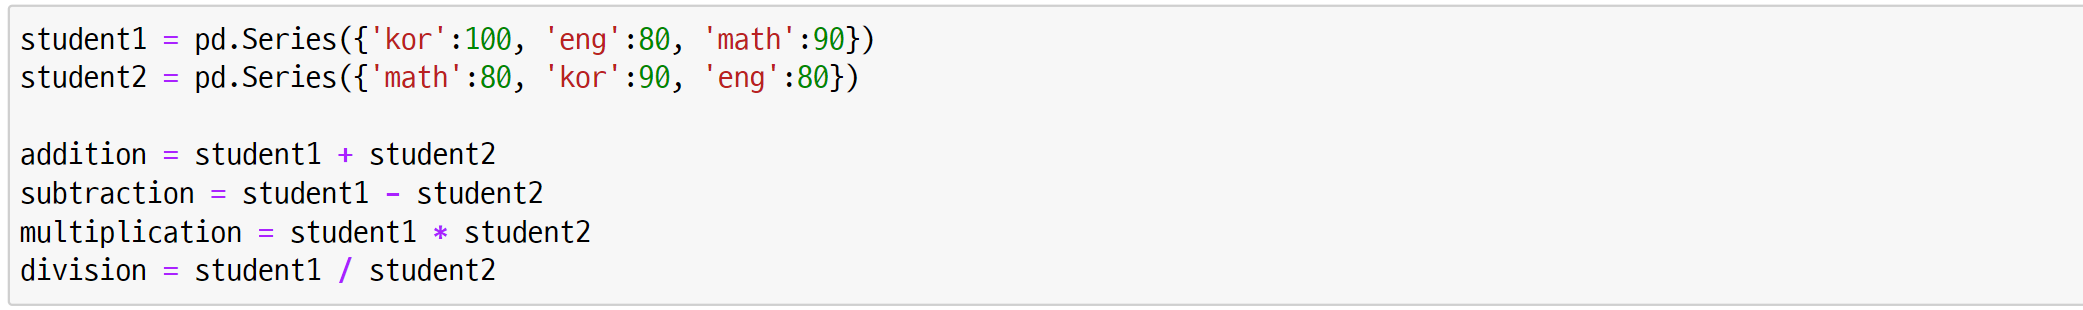 student1 = pd.Series({'kor':100, 'eng':80, 'math':90})
student2 = pd.Series({'math':80, 'kor':90, 'eng':80})
addition = student1 + student2
subtraction = student1 - student2
multiplication = student1 * student2
division = student1 / student2